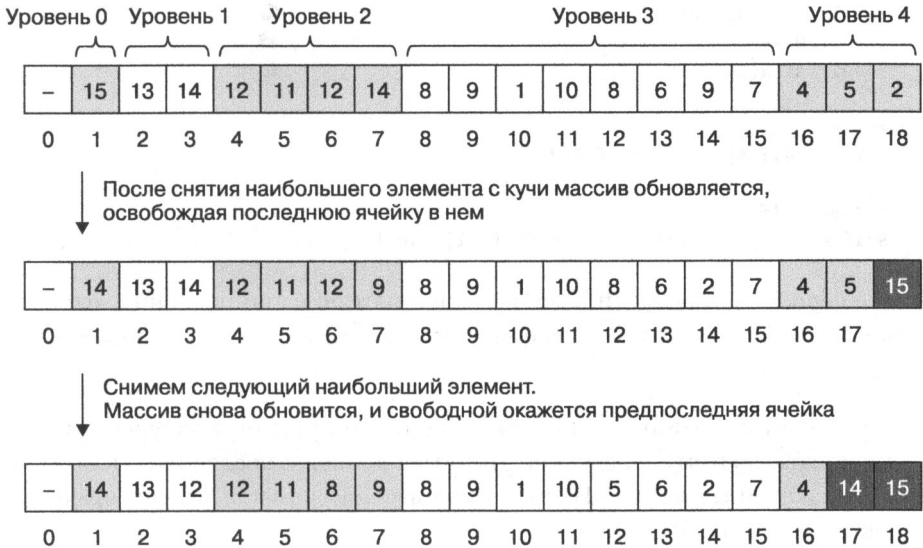 Уровень 0 Уровень 1 Уровень 2 Уровень 3 Уровень 4
– 15 13 14 12 11 12 14 8 9 1 10 8 6 9 7 4 5 2
0 1 2 3 4 5 6 7 8 9 10 11 12 13 14 15 16 17 18
После снятия наибольшего элемента с кучи массив обновляется,
освобождая последнюю ячейку в нем
– 14 13 14 12 11 12 9 8 9 1 10 8 6 2 7 4 5 15
0 1 2 3 4 5 6 7 8 9 10 11 12 13 14 15 16 17
Снимем следующий наибольший элемент.
Массив снова обновится, и свободной окажется предпоследняя ячейка
– 14 13 12 12 11 8 9 8 9 1 10 5 6 2 7 4 14 15
0 1 2 3 4 5 6 7 8 9 10 11 12 13 14 15 16 17 18